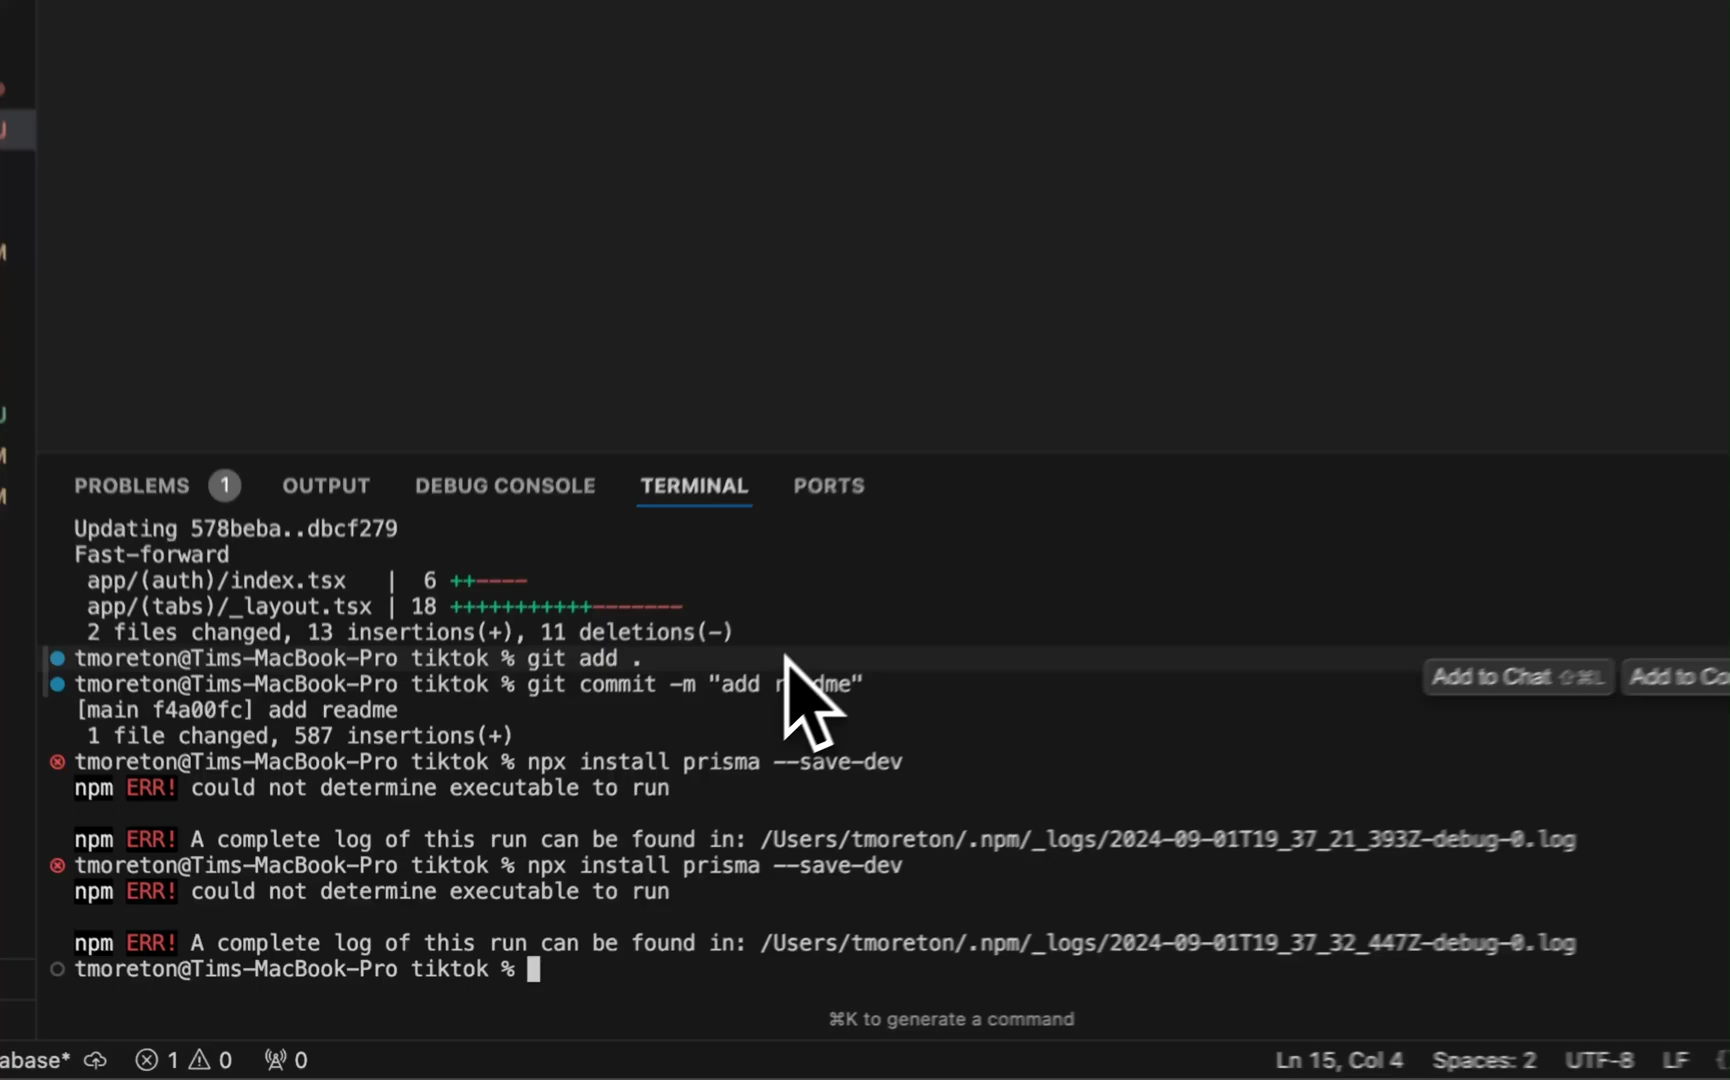 PROBLEMS 1 OUTPUT DEBUG CONSOLE TERMINAL PORTS
Updating 578beba..dbcf279
Fast-forward
app/(auth)/index.tsx | 6 ++----
app/(tabs)/_layout.tsx | 18 +++++++++++-------
2 files changed, 13 insertions(+), 11 deletions(-)
tmoreton@Tims-MacBook-Pro tiktok % git add .
tmoreton@Tims-MacBook-Pro tiktok % git commit -m "add readme"
Add to Chat ⇧⌘L Add to Co
[main f4a00fc] add readme
1 file changed, 587 insertions(+)
tmoreton@Tims-MacBook-Pro tiktok % npx install prisma --save-dev
npm ERR! could not determine executable to run
npm ERR! A complete log of this run can be found in: /Users/tmoreton/.npm/_logs/2024-09-01T19_37_21_393Z-debug-0.log
tmoreton@Tims-MacBook-Pro tiktok % npx install prisma --save-dev
npm ERR! could not determine executable to run
npm ERR! A complete log of this run can be found in: /Users/tmoreton/.npm/_logs/2024-09-01T19_37_32_447Z-debug-0.log
tmoreton@Tims-MacBook-Pro tiktok %
⌘K to generate a command
abase* 1 0 0 Ln 15, Col 4 Spaces: 2 UTF-8 LF {